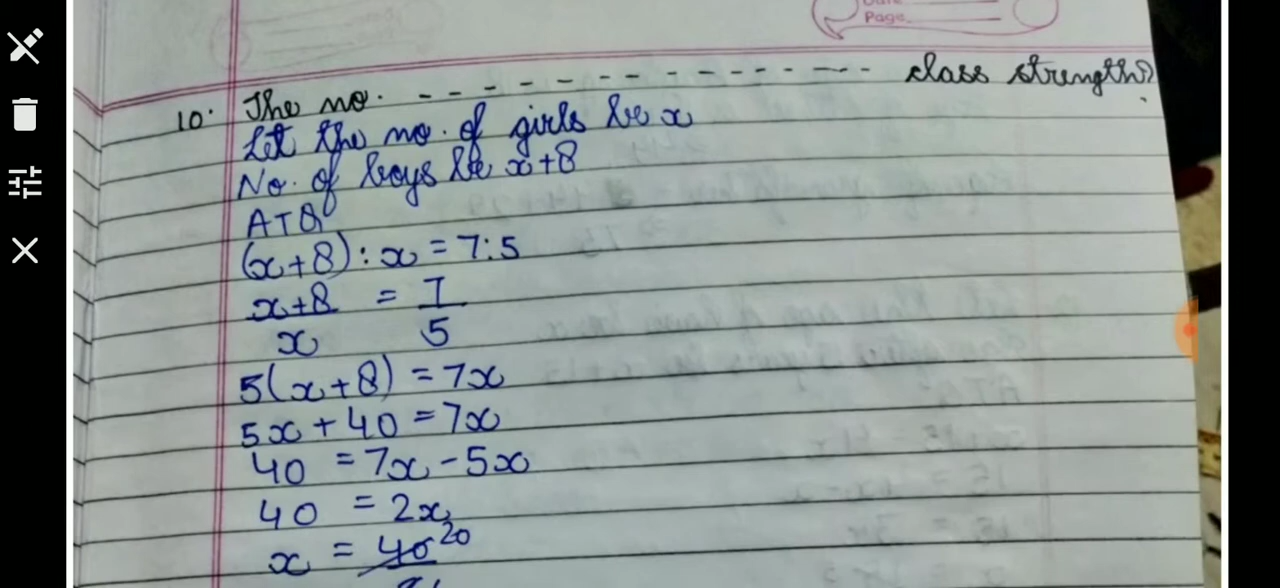 Date
Page
10. The no. - - - - - - - - - - - - - class strength?
Let the no. of girls be x
No. of boys be x+8
ATQ
(x+8) : x = 7:5
x+8 = 7
x 5
5(x+8) = 7x
5x + 40 = 7x
40 = 7x - 5x
40 = 2x
x = 40 20